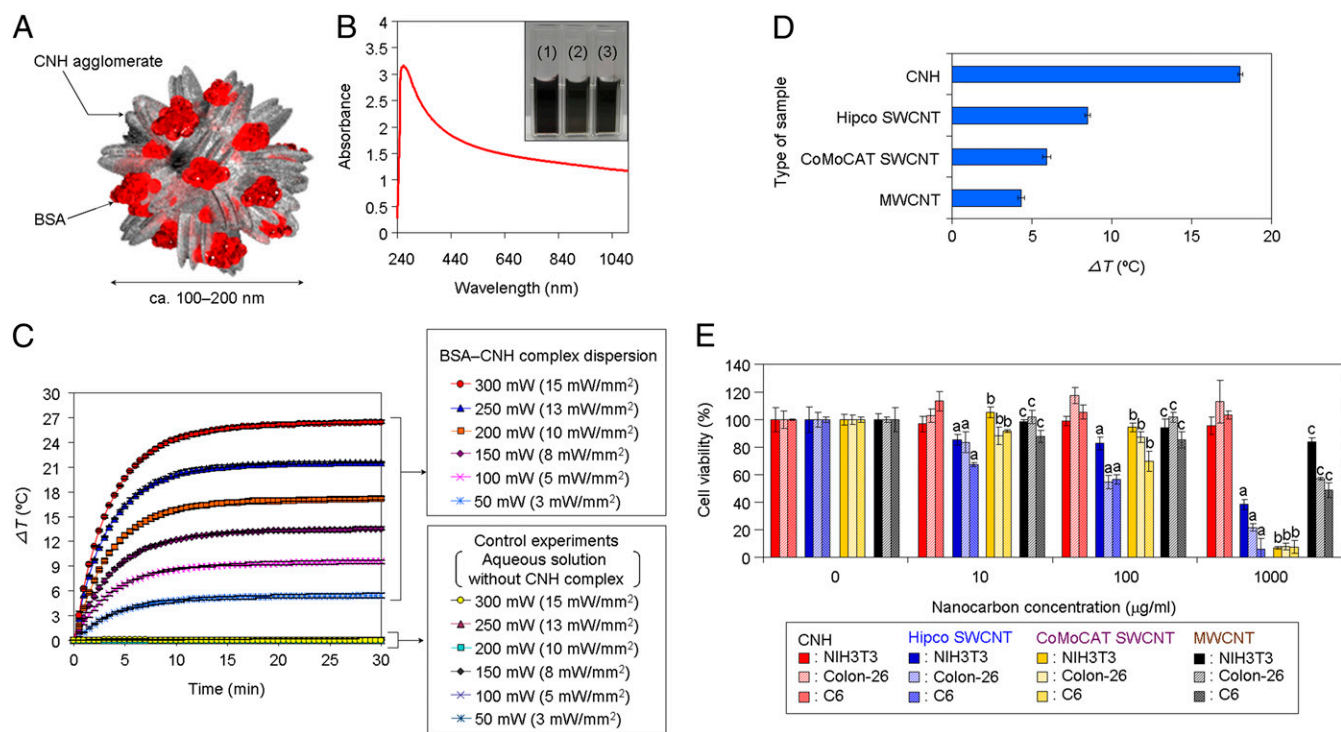 A
CNH agglomerate
BSA
ca. 100–200 nm
B
Absorbance
4
3.5
3
2.5
2
1.5
1
0.5
0
240 440 640 840 1040
Wavelength (nm)
(1) (2) (3)
D
Type of sample
CNH
Hipco SWCNT
CoMoCAT SWCNT
MWCNT
0 5 10 15 20
ΔT (ºC)
C
ΔT (ºC)
30
27
24
21
18
15
12
9
6
3
0
0 5 10 15 20 25 30
Time (min)
BSA–CNH complex dispersion
300 mW (15 mW/mm²)
250 mW (13 mW/mm²)
200 mW (10 mW/mm²)
150 mW (8 mW/mm²)
100 mW (5 mW/mm²)
50 mW (3 mW/mm²)
Control experiments
Aqueous solution
without CNH complex
300 mW (15 mW/mm²)
250 mW (13 mW/mm²)
200 mW (10 mW/mm²)
150 mW (8 mW/mm²)
100 mW (5 mW/mm²)
50 mW (3 mW/mm²)
E
Cell viability (%)
140
120
100
80
60
40
20
0
a a a b b b c c c
a a a b b b c c c
a a a b b b c c c
0 10 100 1000
Nanocarbon concentration (μg/ml)
CNH Hipco SWCNT CoMoCAT SWCNT MWCNT
: NIH3T3 : NIH3T3 : NIH3T3 : NIH3T3
: Colon-26 : Colon-26 : Colon-26 : Colon-26
: C6 : C6 : C6 : C6